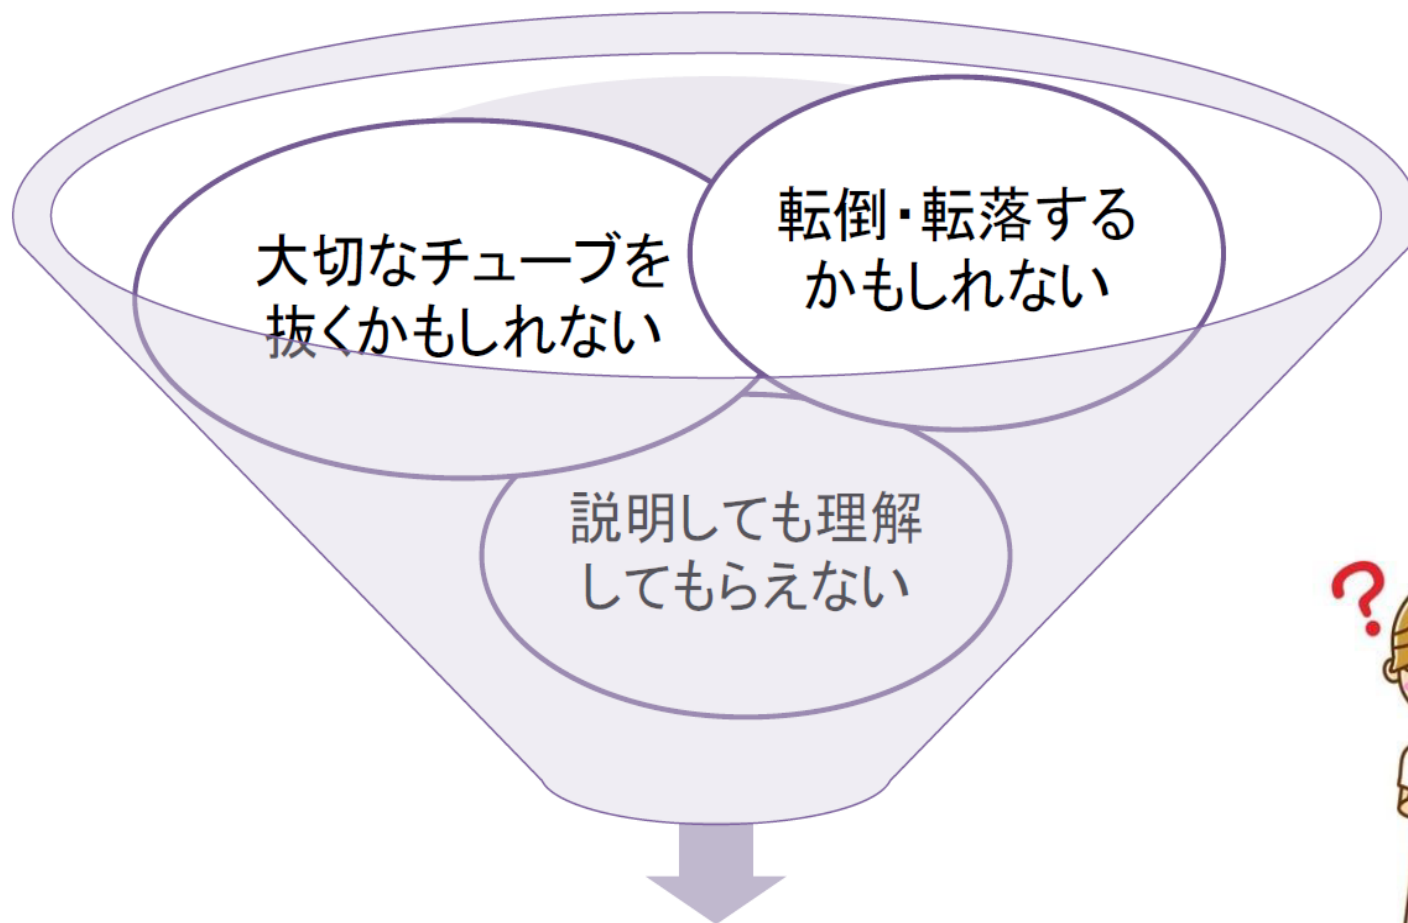 大切なチューブを
抜くかもしれない
転倒・転落する
かもしれない
説明しても理解
してもらえない
?